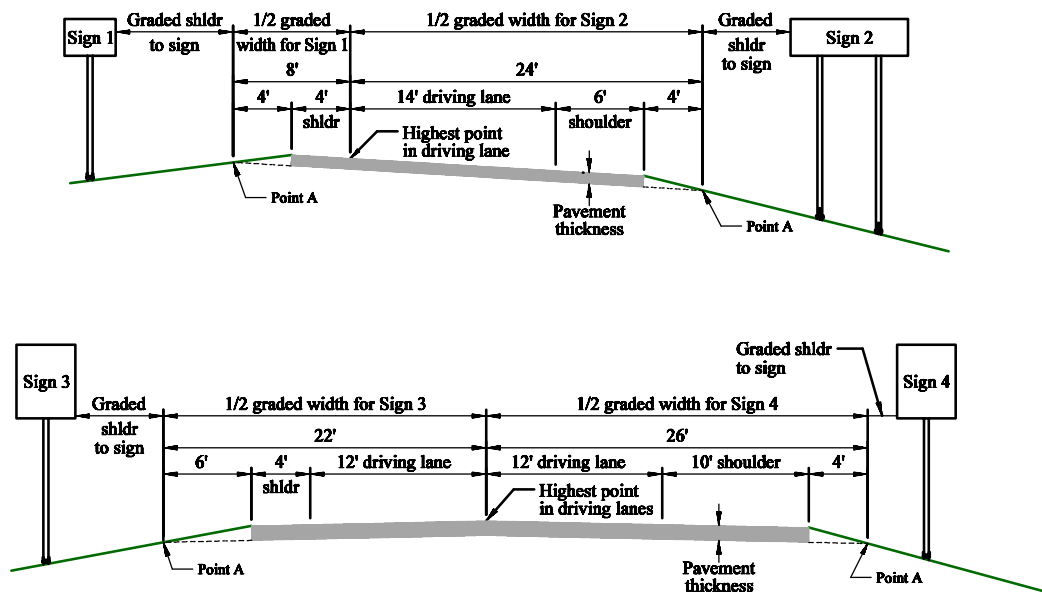 Graded shldr
to sign
1/2 graded
width for Sign 1
1/2 graded width for Sign 2
Graded
shldr
to sign
Sign 1
Sign 2
8'
24'
4'
4'
shldr
14' driving lane
6'
shoulder
4'
Highest point
in driving lane
Point A
Pavement
thickness
Point A
Sign 3
Graded
shldr
to sign
1/2 graded width for Sign 3
1/2 graded width for Sign 4
Graded shldr
to sign
Sign 4
22'
26'
6'
4'
shldr
12' driving lane
12' driving lane
10' shoulder
4'
Highest point
in driving lanes
Point A
Pavement
thickness
Point A